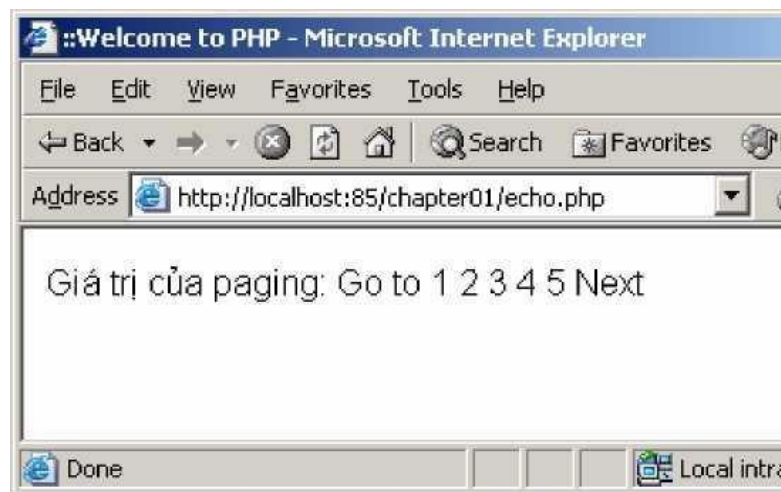 ::Welcome to PHP - Microsoft Internet Explorer
File Edit View Favorites Tools Help
Back Search Favorites
Address http://localhost:85/chapter01/echo.php
Giá trị của paging: Go to 1 2 3 4 5 Next
Done Local